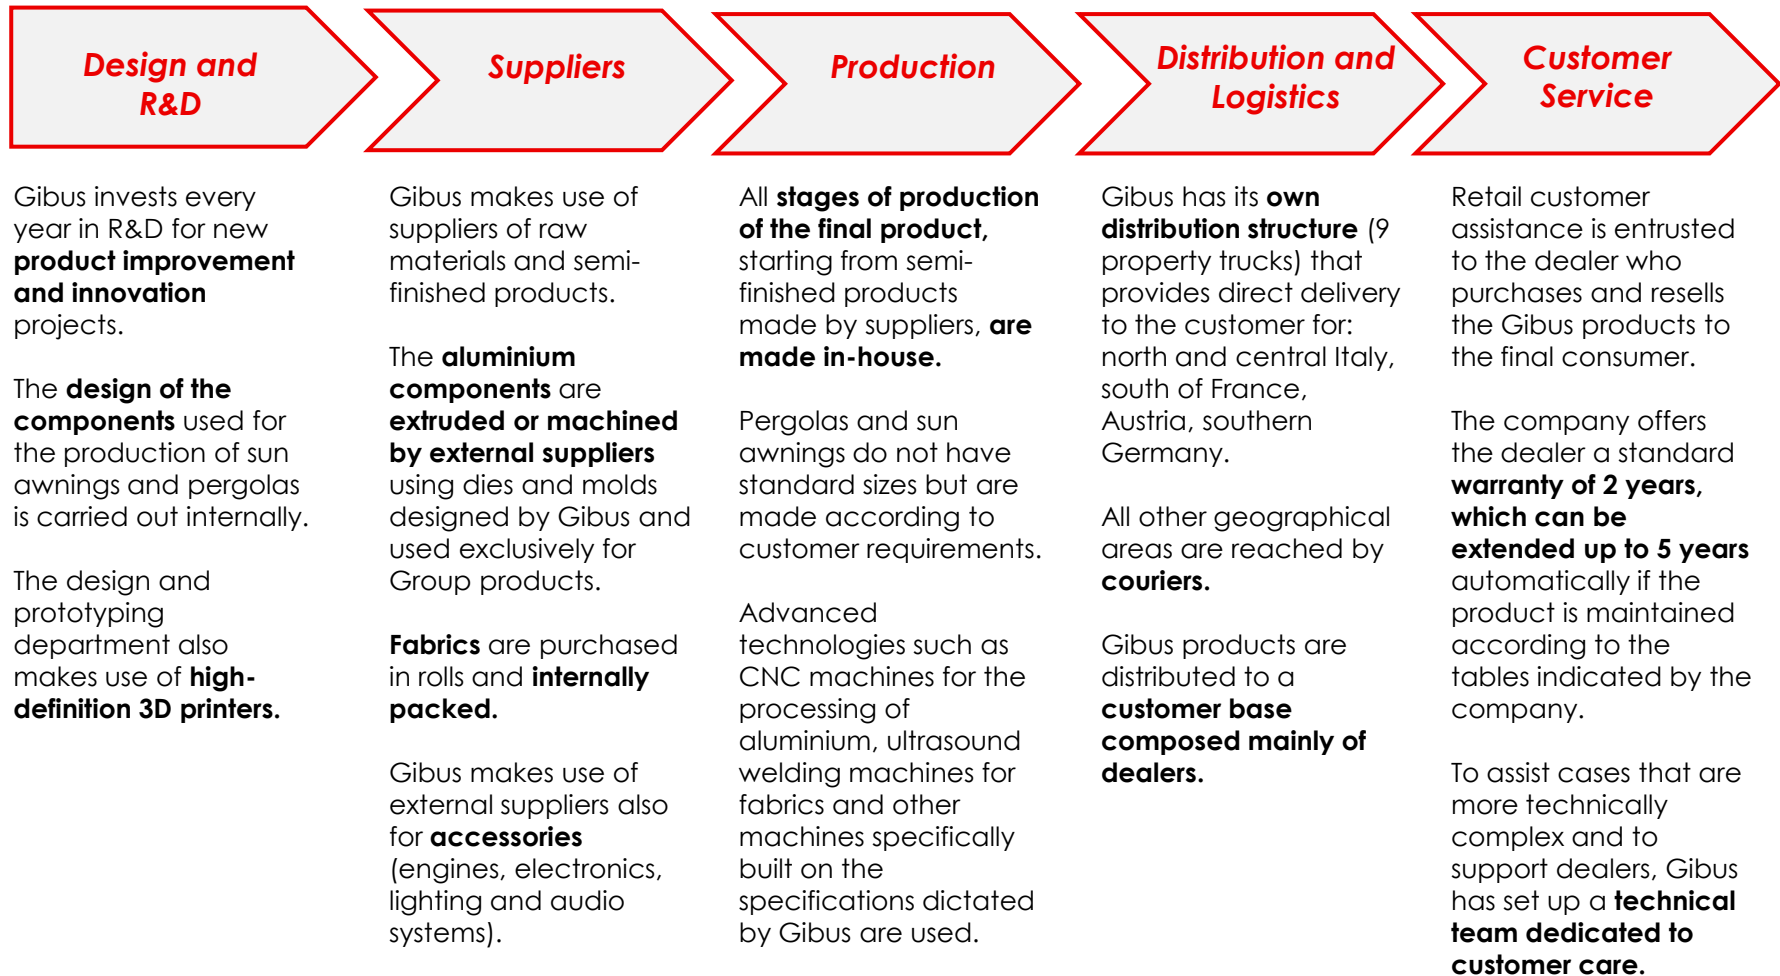 Design and
R&D
Suppliers
Production
Distribution and
Logistics
Customer
Service
Gibus invests every
year in R&D for new
product improvement
and innovation
projects.
The design of the
components used for
the production of sun
awnings and pergolas
is carried out internally.
The design and
prototyping
department also
makes use of high-
definition 3D printers.
Gibus makes use of
suppliers of raw
materials and semi-
finished products.
The aluminium
components are
extruded or machined
by external suppliers
using dies and molds
designed by Gibus and
used exclusively for
Group products.
Fabrics are purchased
in rolls and internally
packed.
Gibus makes use of
external suppliers also
for accessories
(engines, electronics,
lighting and audio
systems).
All stages of production
of the final product,
starting from semi-
finished products
made by suppliers, are
made in-house.
Pergolas and sun
awnings do not have
standard sizes but are
made according to
customer requirements.
Advanced
technologies such as
CNC machines for the
processing of
aluminium, ultrasound
welding machines for
fabrics and other
machines specifically
built on the
specifications dictated
by Gibus are used.
Gibus has its own
distribution structure (9
property trucks) that
provides direct delivery
to the customer for:
north and central Italy,
south of France,
Austria, southern
Germany.
All other geographical
areas are reached by
couriers.
Gibus products are
distributed to a
customer base
composed mainly of
dealers.
Retail customer
assistance is entrusted
to the dealer who
purchases and resells
the Gibus products to
the final consumer.
The company offers
the dealer a standard
warranty of 2 years,
which can be
extended up to 5 years
automatically if the
product is maintained
according to the
tables indicated by the
company.
To assist cases that are
more technically
complex and to
support dealers, Gibus
has set up a technical
team dedicated to
customer care.